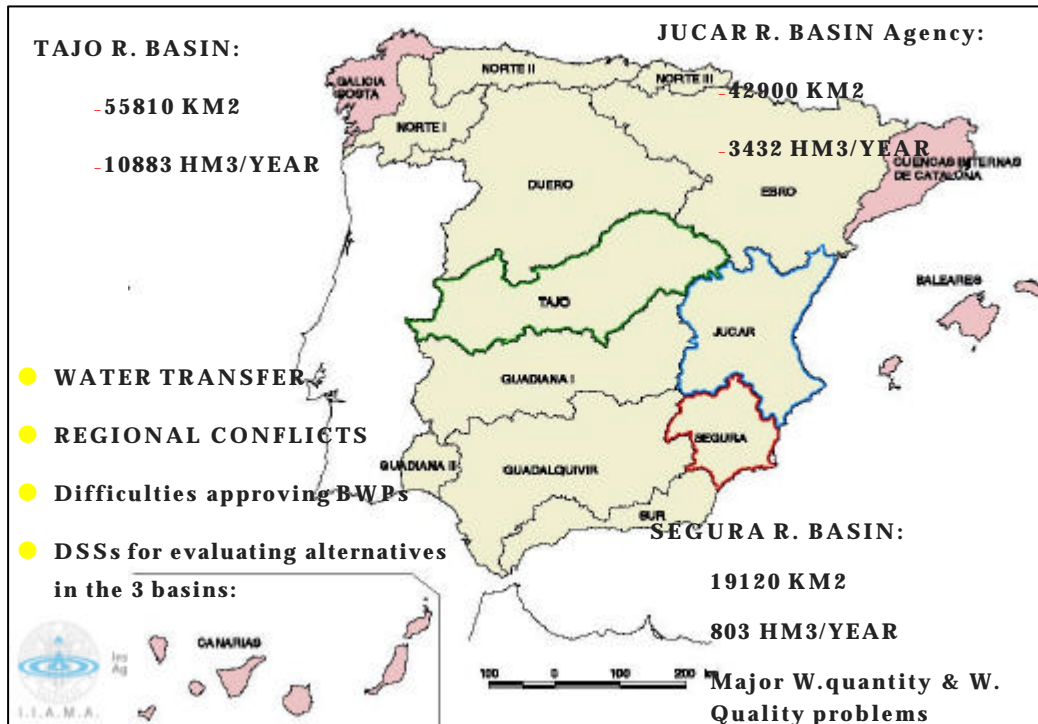 TAJO R. BASIN:
-55810 KM2
-10883 HM3/YEAR
JUCAR R. BASIN Agency:
-42900 KM2
-3432 HM3/YEAR
GALICIA
COSTA
NORTE II
NORTE III
NORTE I
CUENCAS INTERNAS
DE CATALONA
DUERO
EBRO
BALEARES
TAJO
JUCAR
GUADIANA I
SEGURA
GUADIANA II
GUADALQUIVIR
SUR
WATER TRANSFER
REGIONAL CONFLICTS
Difficulties approving BWPs
DSSs for evaluating alternatives
in the 3 basins:
SEGURA R. BASIN:
19120 KM2
803 HM3/YEAR
Major W.quantity & W.
Quality problems
CANARIAS
100 0 100 200 km
I.I.A.M.A.